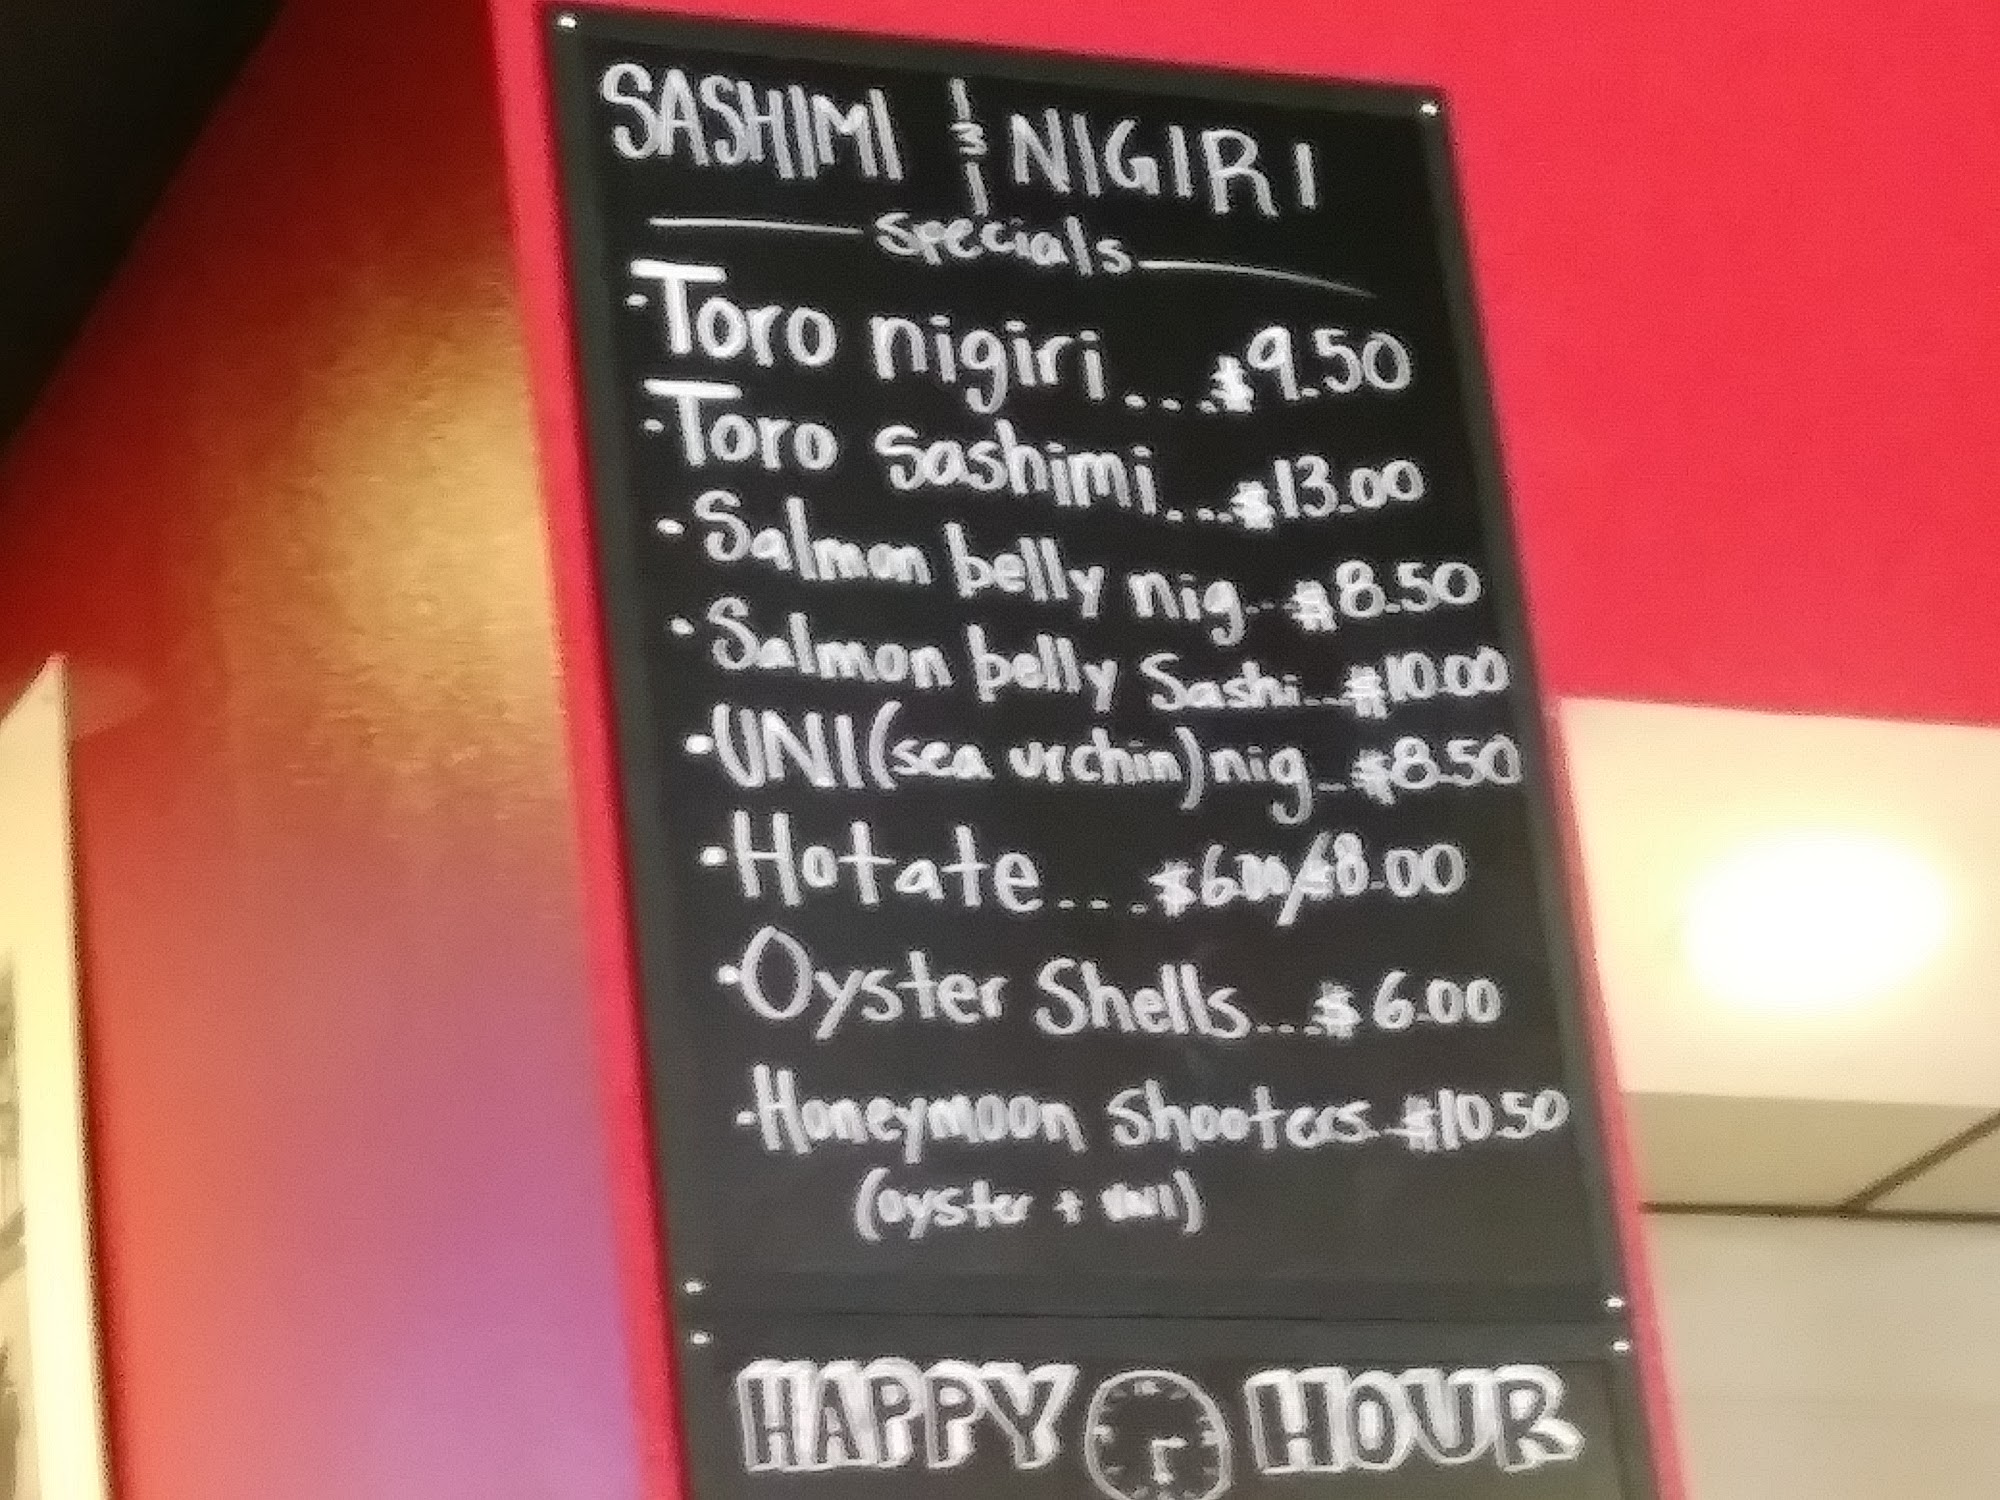 SASHIMI & NIGIRI
Specials
·Toro nigiri...$9.50
·Toro Sashimi...$13.00
·Salmon belly nig...$8.50
·Salmon belly Sashi...$10.00
·UNI (sea urchin) nig...$8.50
·Hotate...$6.00/$8.00
·Oyster Shells...$6.00
·Honeymoon Shooters...$10.50
(oyster + uni)
HAPPY HOUR